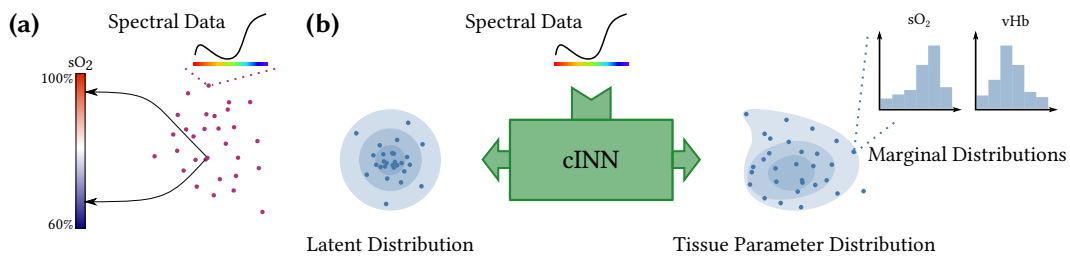 (a)
Spectral Data
sO2
100%
60%
(b)
Spectral Data
cINN
Latent Distribution
Tissue Parameter Distribution
sO2
vHb
Marginal Distributions